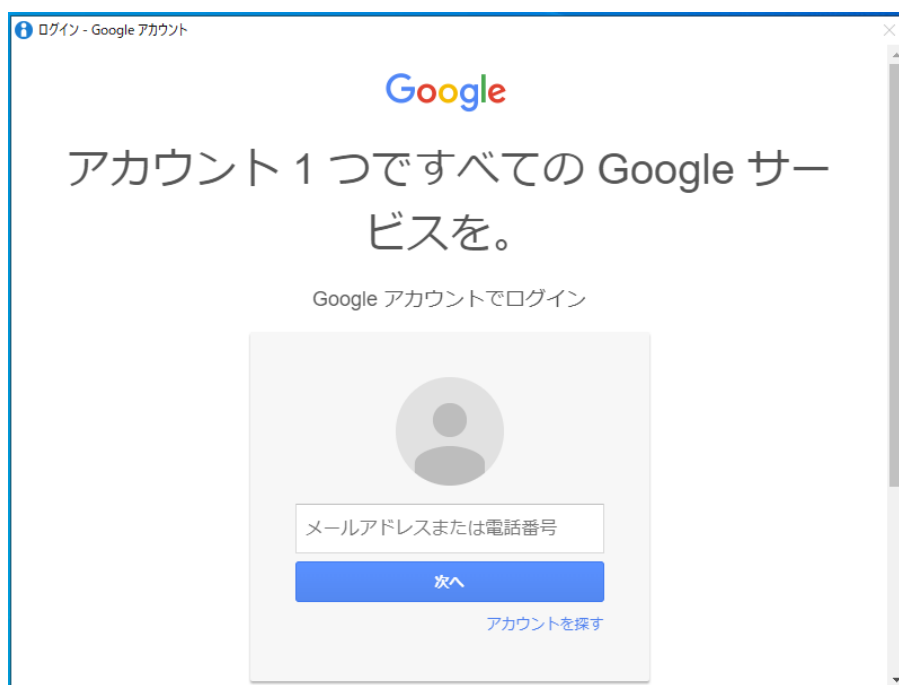 ログイン - Google アカウント
Google
アカウント 1 つですべての Google サー
ビスを。
Google アカウントでログイン
メールアドレスまたは電話番号
次へ
アカウントを探す